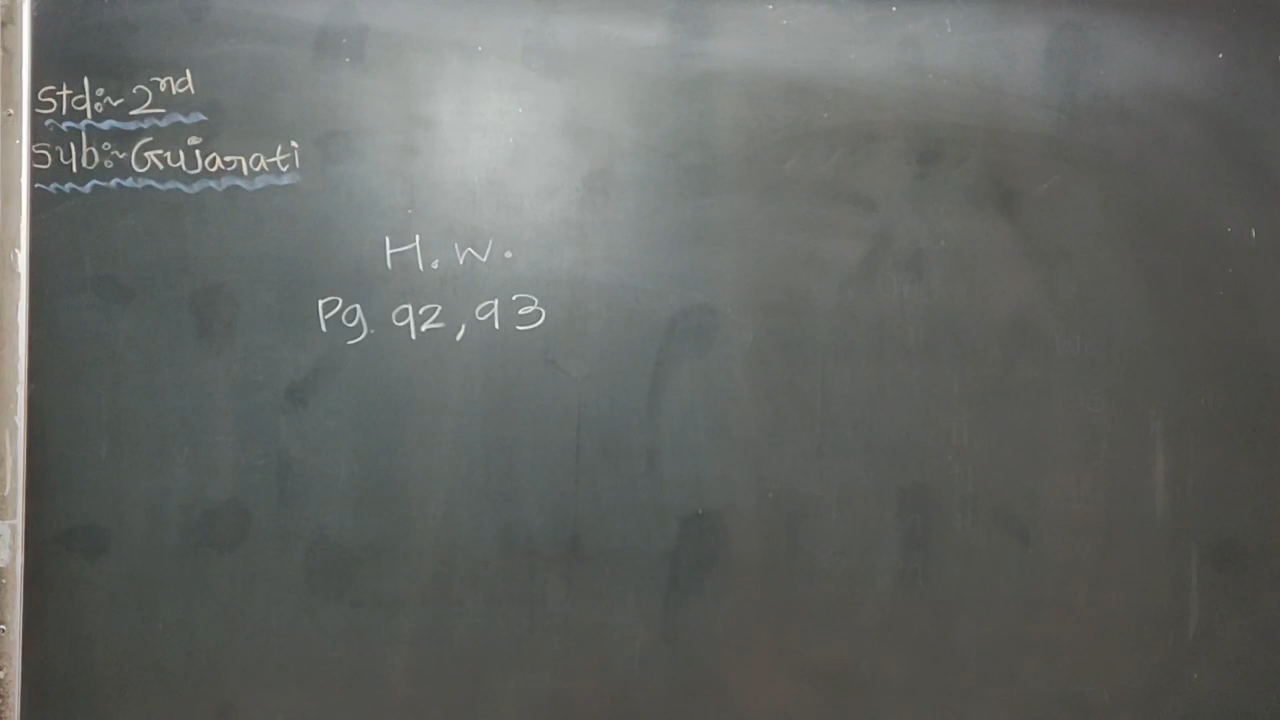 Std:~ 2nd
Sub:~ Gujarati
H.W.
Pg. 92, 93